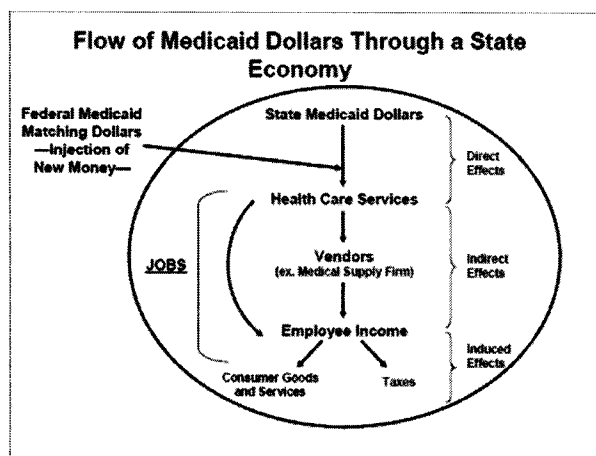 Flow of Medicaid Dollars Through a State
Economy
Federal Medicaid
Matching Dollars
—Injection of
New Money—
State Medicaid Dollars
Direct
Effects
Health Care Services
JOBS
Vendors
(ex. Medical Supply Firm)
Indirect
Effects
Employee Income
Induced
Effects
Consumer Goods
and Services
Taxes